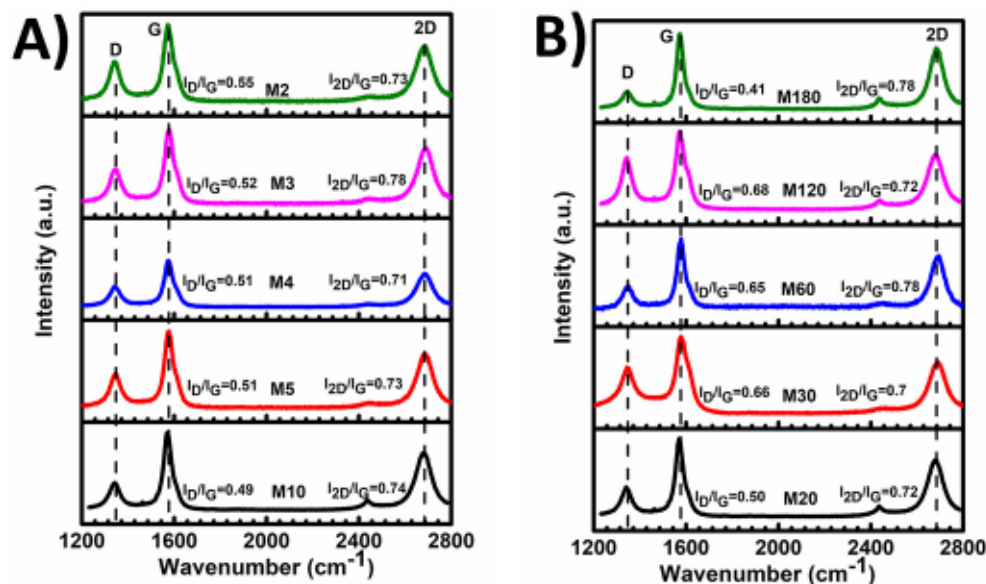 A)
D
G
2D
I_D/I_G=0.55 M2 I_2D/I_G=0.73
I_D/I_G=0.52 M3 I_2D/I_G=0.78
I_D/I_G=0.51 M4 I_2D/I_G=0.71
I_D/I_G=0.51 M5 I_2D/I_G=0.73
I_D/I_G=0.49 M10 I_2D/I_G=0.74
1200 1600 2000 2400 2800
Wavenumber (cm⁻¹)
Intensity (a.u.)
B)
D
G
2D
I_D/I_G=0.41 M180 I_2D/I_G=0.78
I_D/I_G=0.68 M120 I_2D/I_G=0.72
I_D/I_G=0.65 M60 I_2D/I_G=0.78
I_D/I_G=0.66 M30 I_2D/I_G=0.7
I_D/I_G=0.50 M20 I_2D/I_G=0.72
1200 1600 2000 2400 2800
Wavenumber (cm⁻¹)
Intensity (a.u.)